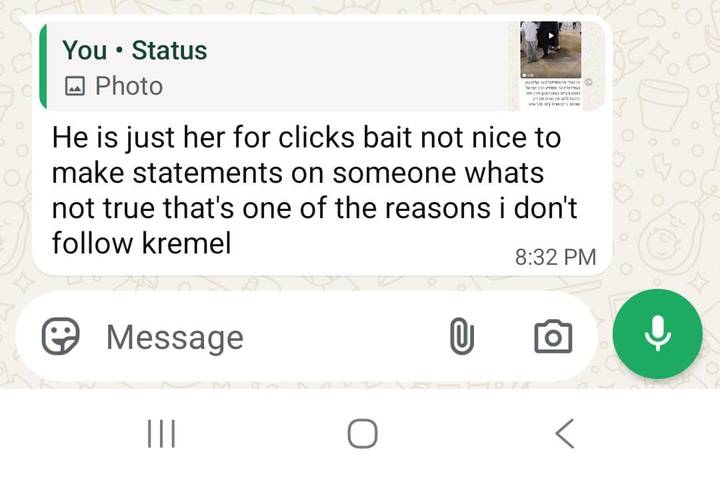 You • Status
Photo
He is just her for clicks bait not nice to
make statements on someone whats
not true that's one of the reasons i don't
follow kremel
8:32 PM
Message